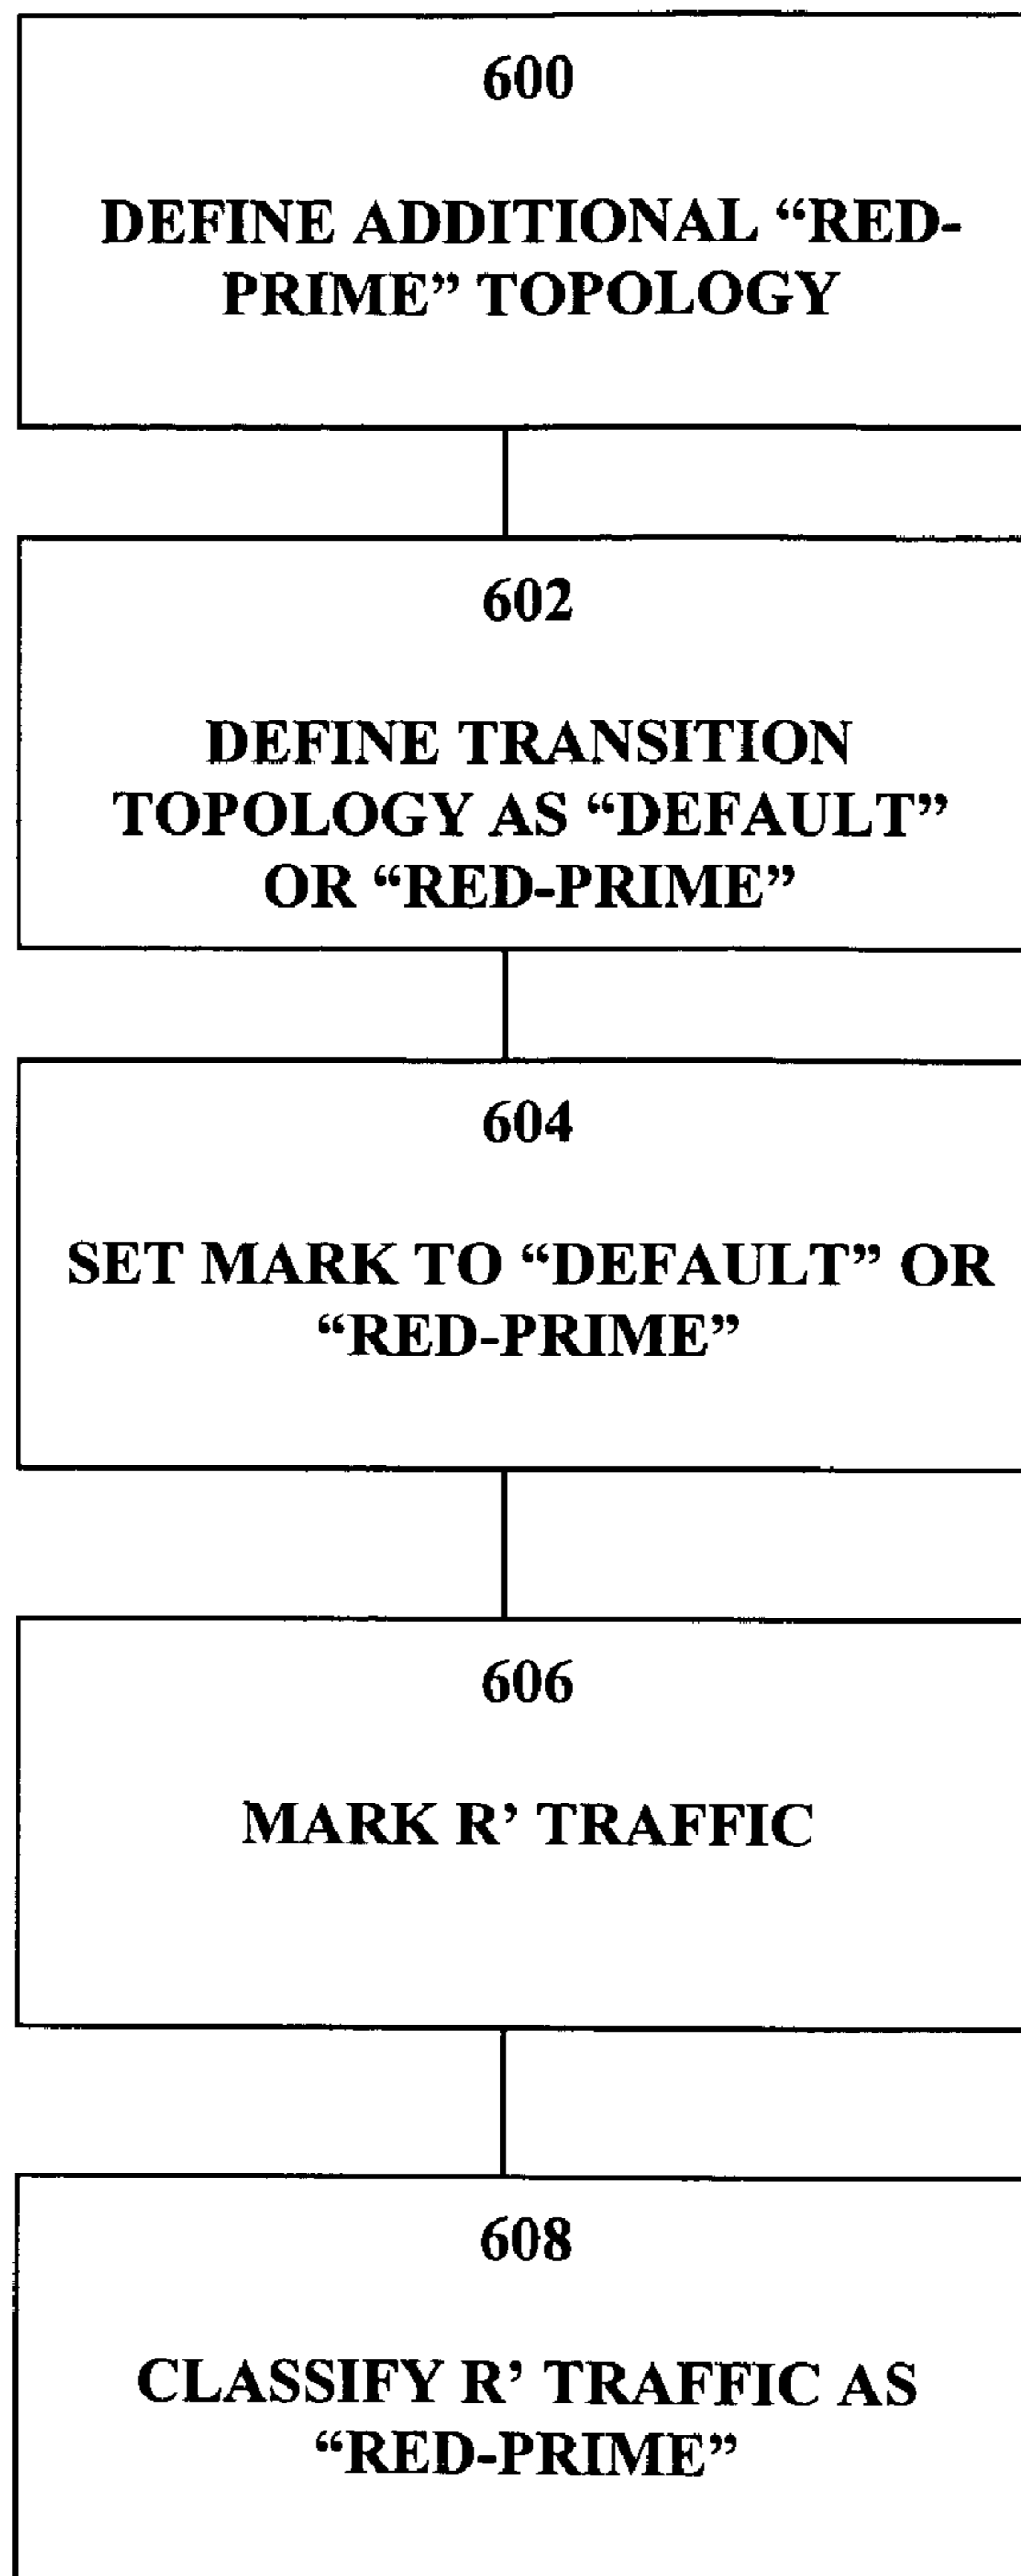 600
DEFINE ADDITIONAL “RED-
PRIME” TOPOLOGY
602
DEFINE TRANSITION
TOPOLOGY AS “DEFAULT”
OR “RED-PRIME”
604
SET MARK TO “DEFAULT” OR
“RED-PRIME”
606
MARK R’ TRAFFIC
608
CLASSIFY R’ TRAFFIC AS
“RED-PRIME”